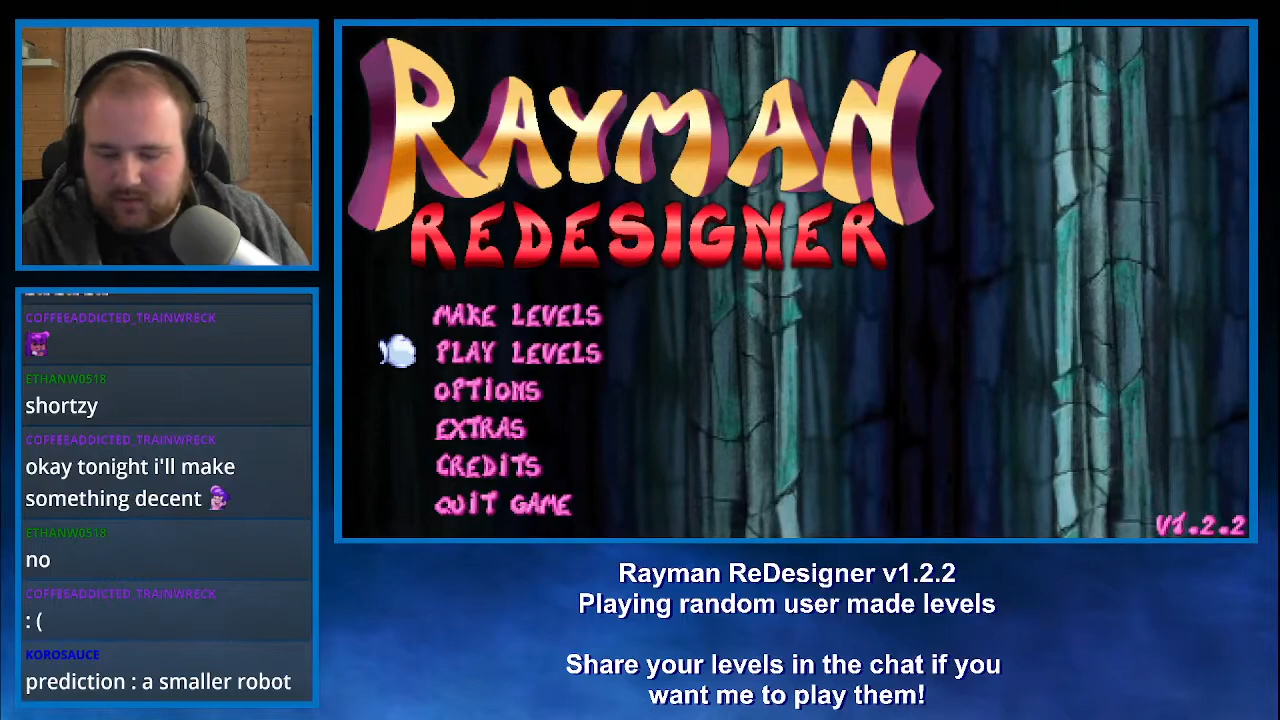 RAYMAN
REDESIGNER
MAKE LEVELS
PLAY LEVELS
OPTIONS
EXTRAS
CREDITS
QUIT GAME
V1.2.2
COFFEEADDICTED_TRAINWRECK
ETHANW0518
shortzy
COFFEEADDICTED_TRAINWRECK
okay tonight i'll make
something decent
ETHANW0518
no
COFFEEADDICTED_TRAINWRECK
: (
KOROSAUCE
prediction : a smaller robot
Rayman ReDesigner v1.2.2
Playing random user made levels
Share your levels in the chat if you
want me to play them!